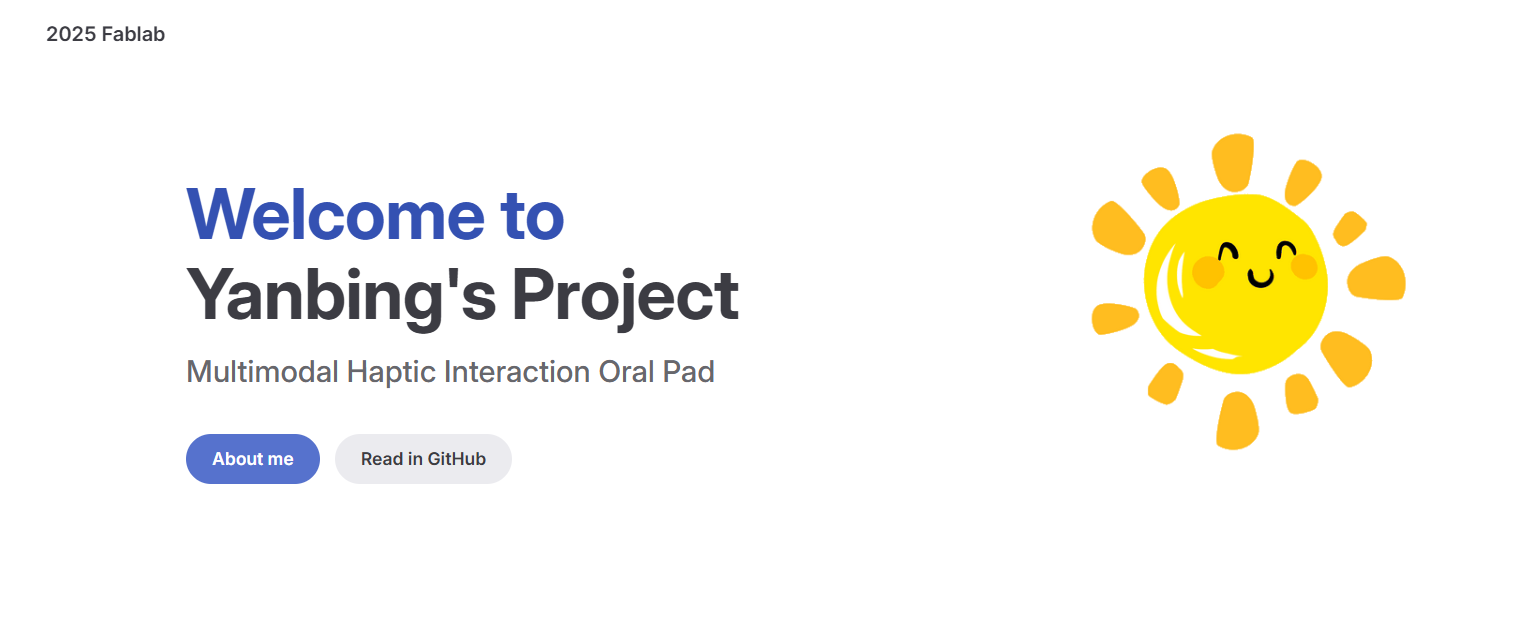 2025 Fablab
Welcome to
Yanbing's Project
Multimodal Haptic Interaction Oral Pad
About me
Read in GitHub